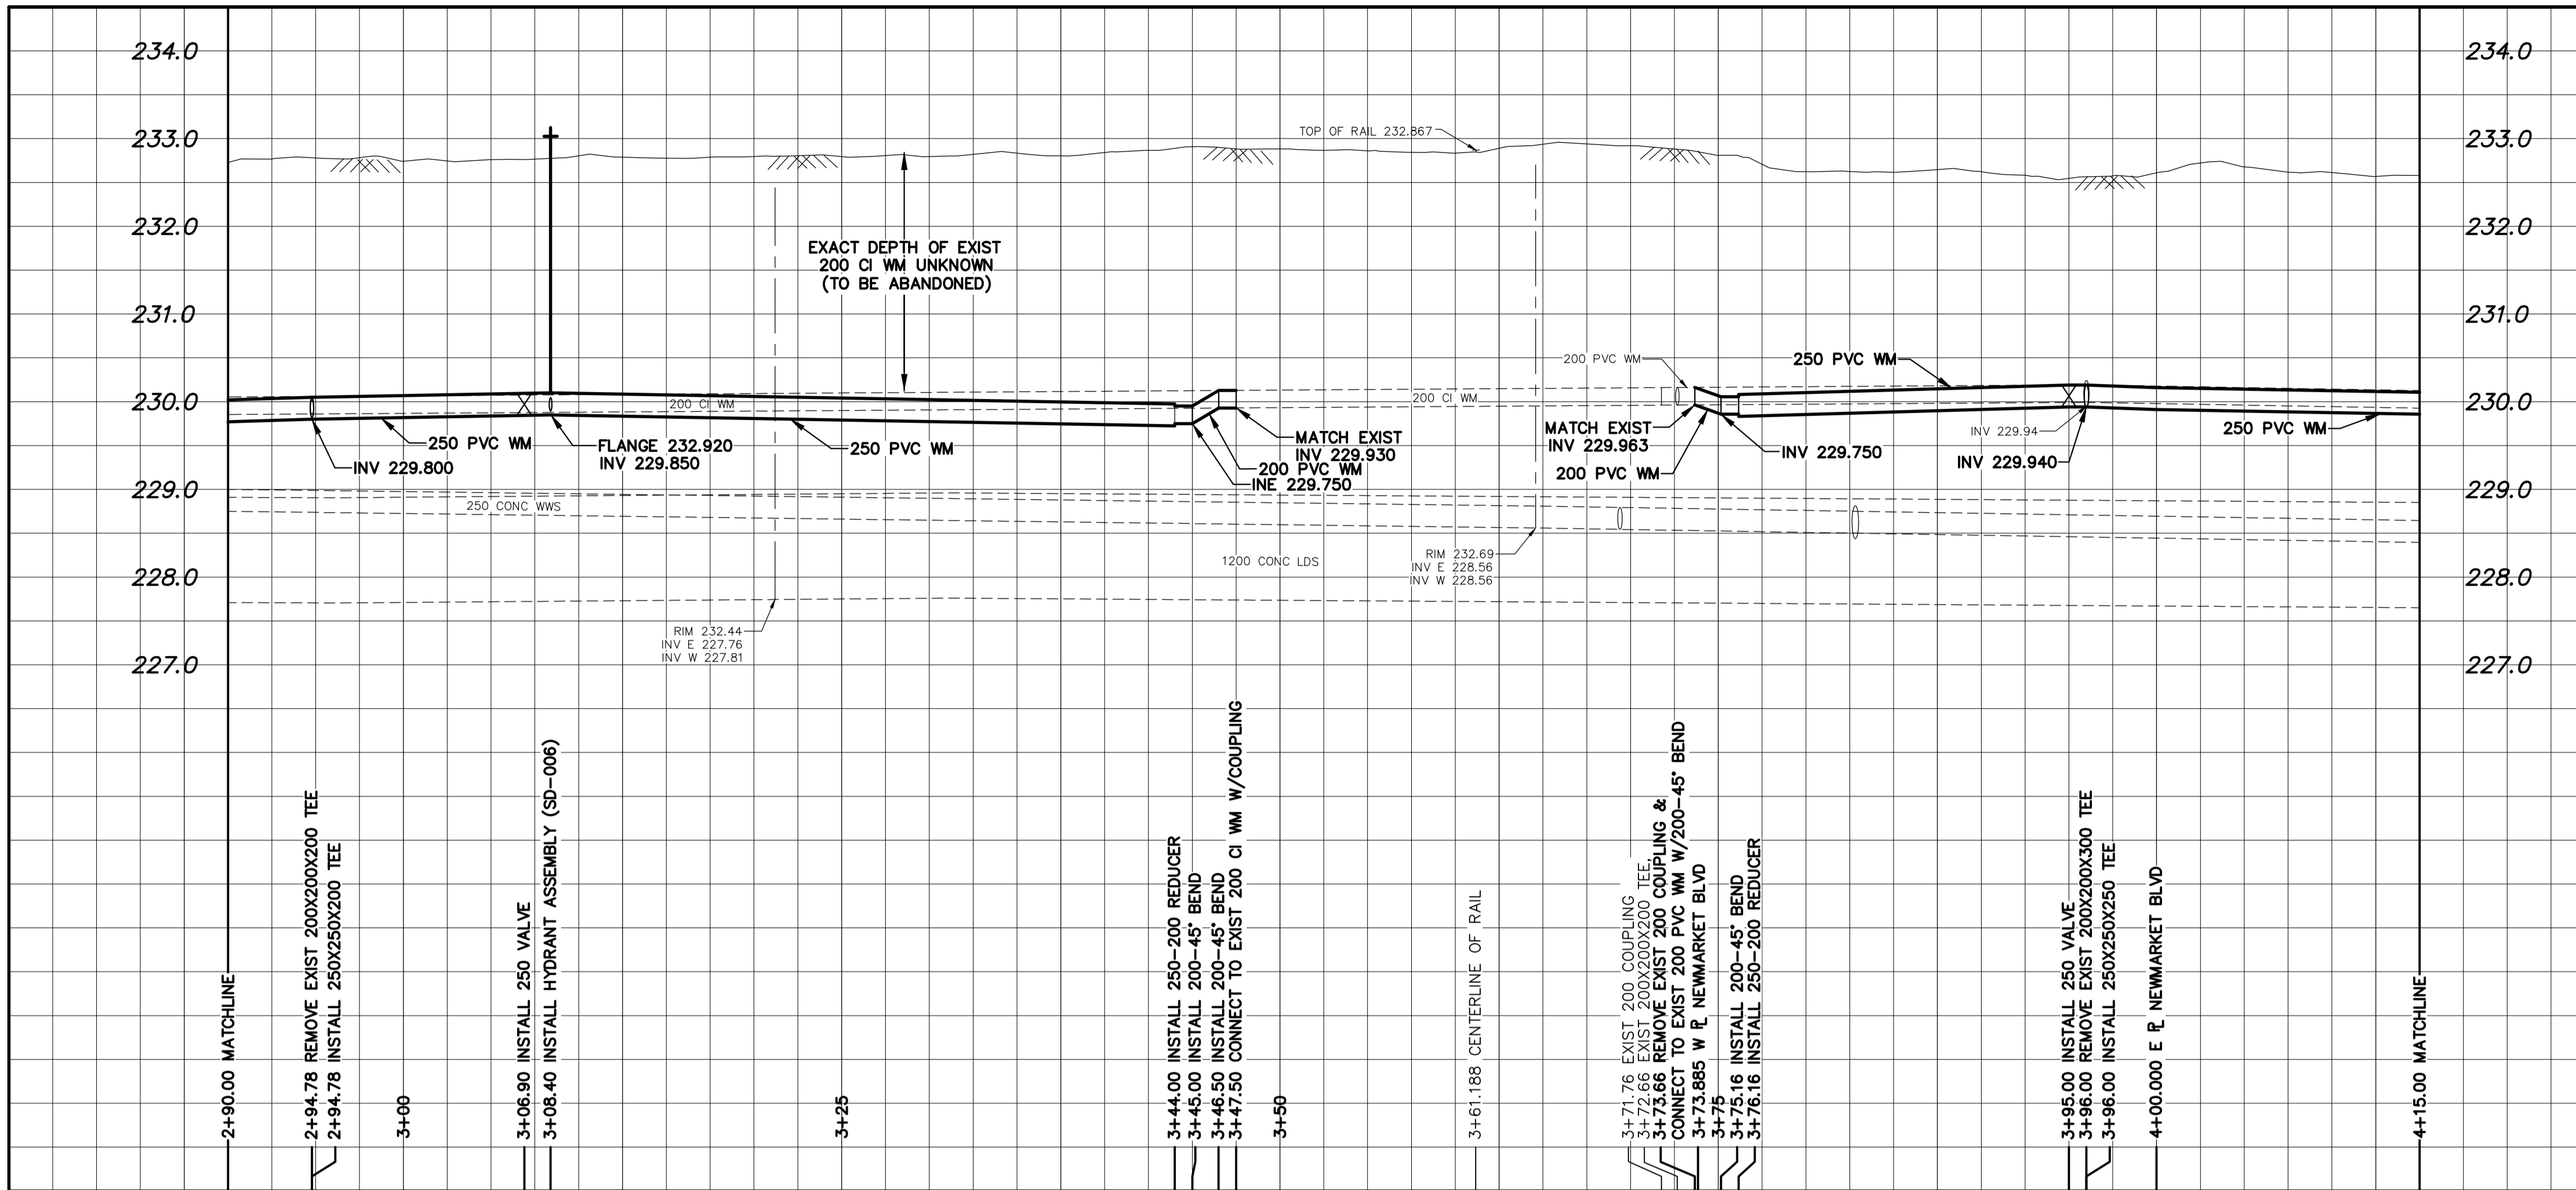 234.0
234.0
233.0
TOP OF RAIL 232.867
233.0
232.0
EXACT DEPTH OF EXIST
200 CI WM UNKNOWN
(TO BE ABANDONED)
232.0
231.0
231.0
200 PVC WM
250 PVC WM
230.0
200 CI WM
200 CI WM
230.0
250 PVC WM
INV 229.800
FLANGE 232.920
INV 229.850
250 PVC WM
MATCH EXIST
INV 229.930
200 PVC WM
INE 229.750
MATCH EXIST
INV 229.963
200 PVC WM
INV 229.750
INV 229.94
INV 229.940
250 PVC WM
229.0
229.0
250 CONC WWS
1200 CONC LDS
RIM 232.69
INV E 228.56
INV W 228.56
228.0
228.0
RIM 232.44
INV E 227.76
INV W 227.81
227.0
227.0
2+90.00 MATCHLINE
2+94.78 REMOVE EXIST 200X200X200 TEE
2+94.78 INSTALL 250X250X200 TEE
3+00
3+06.90 INSTALL 250 VALVE
3+08.40 INSTALL HYDRANT ASSEMBLY (SD-006)
3+25
3+44.00 INSTALL 250-200 REDUCER
3+45.00 INSTALL 200-45° BEND
3+46.50 INSTALL 200-45° BEND
3+47.50 CONNECT TO EXIST 200 CI WM W/COUPLING
3+50
3+61.188 CENTERLINE OF RAIL
3+71.76 EXIST 200 COUPLING
3+72.66 EXIST 200X200X200 TEE,
3+73.66 REMOVE EXIST 200 COUPLING &
CONNECT TO EXIST 200 PVC WM W/200-45° BEND
3+73.885 W ⅊ NEWMARKET BLVD
3+75
3+75.16 INSTALL 200-45° BEND
3+76.16 INSTALL 250-200 REDUCER
3+95.00 INSTALL 250 VALVE
3+96.00 REMOVE EXIST 200X200X300 TEE
3+96.00 INSTALL 250X250X250 TEE
4+00.000 E ⅊ NEWMARKET BLVD
4+15.00 MATCHLINE